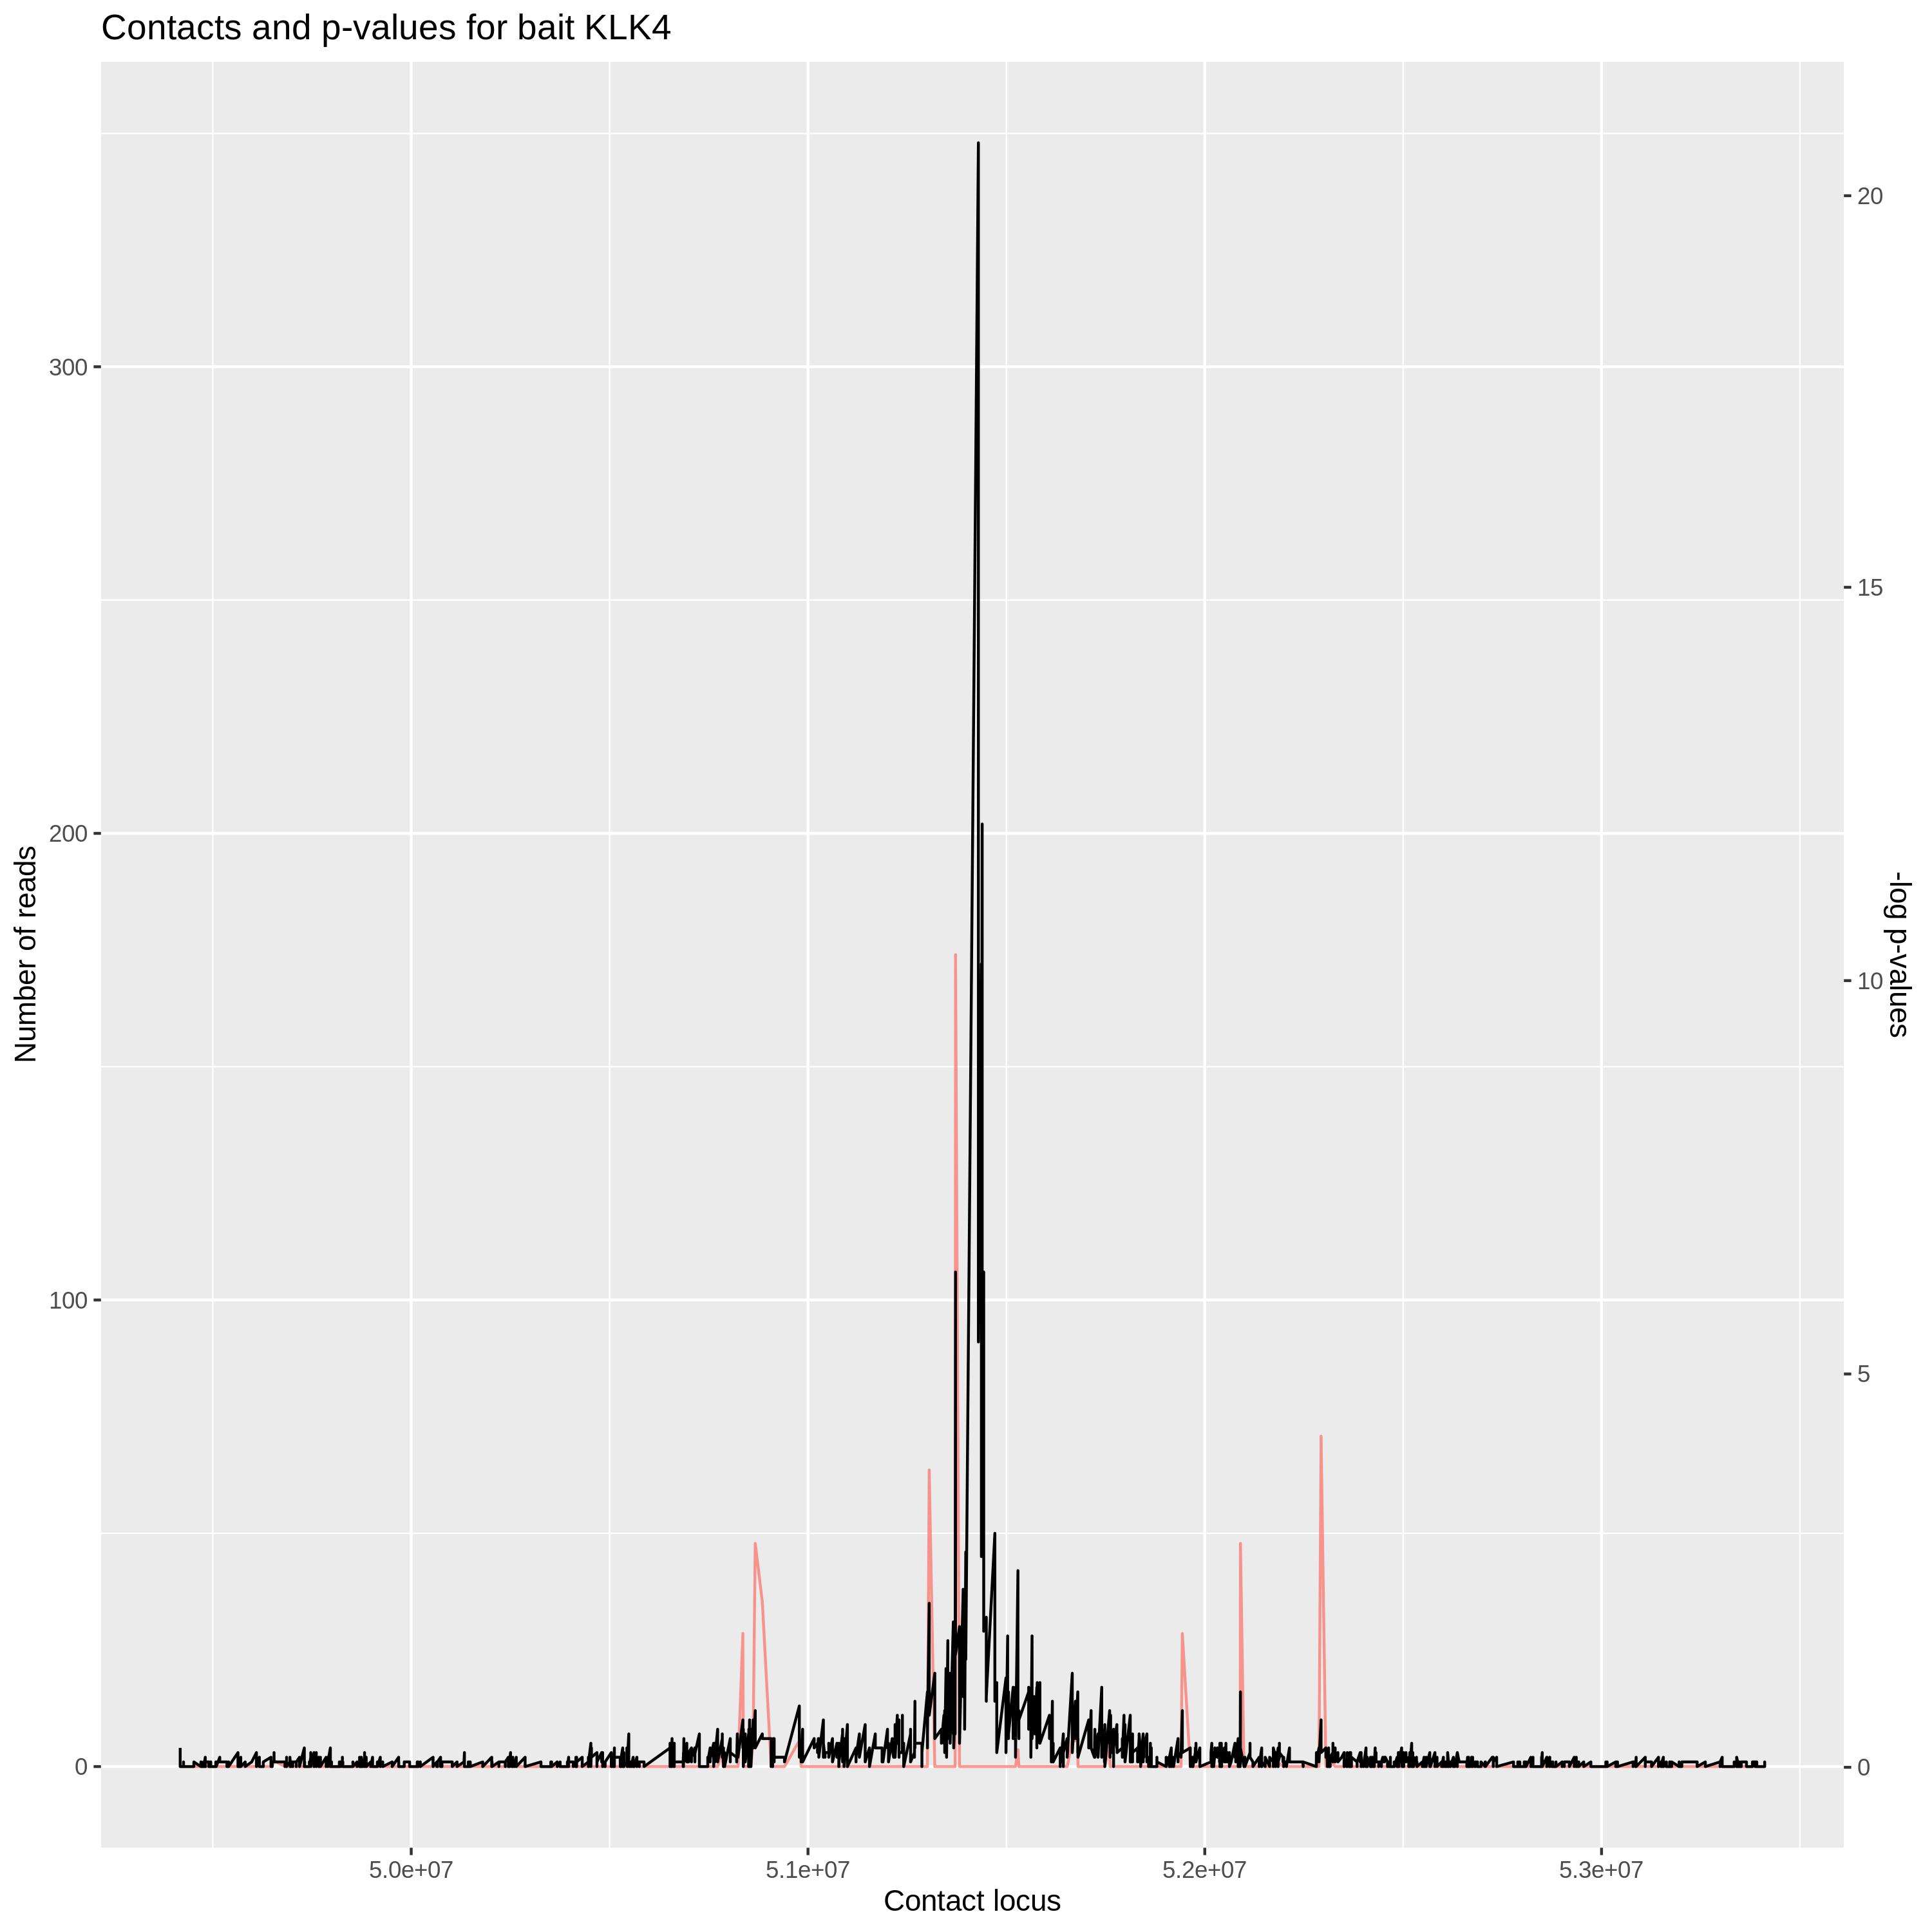 Contacts and p-values for bait KLK4
Number of reads
300
200
100
0
20
15
10
5
0
-log p-values
5.0e+07
5.1e+07
5.2e+07
5.3e+07
Contact locus